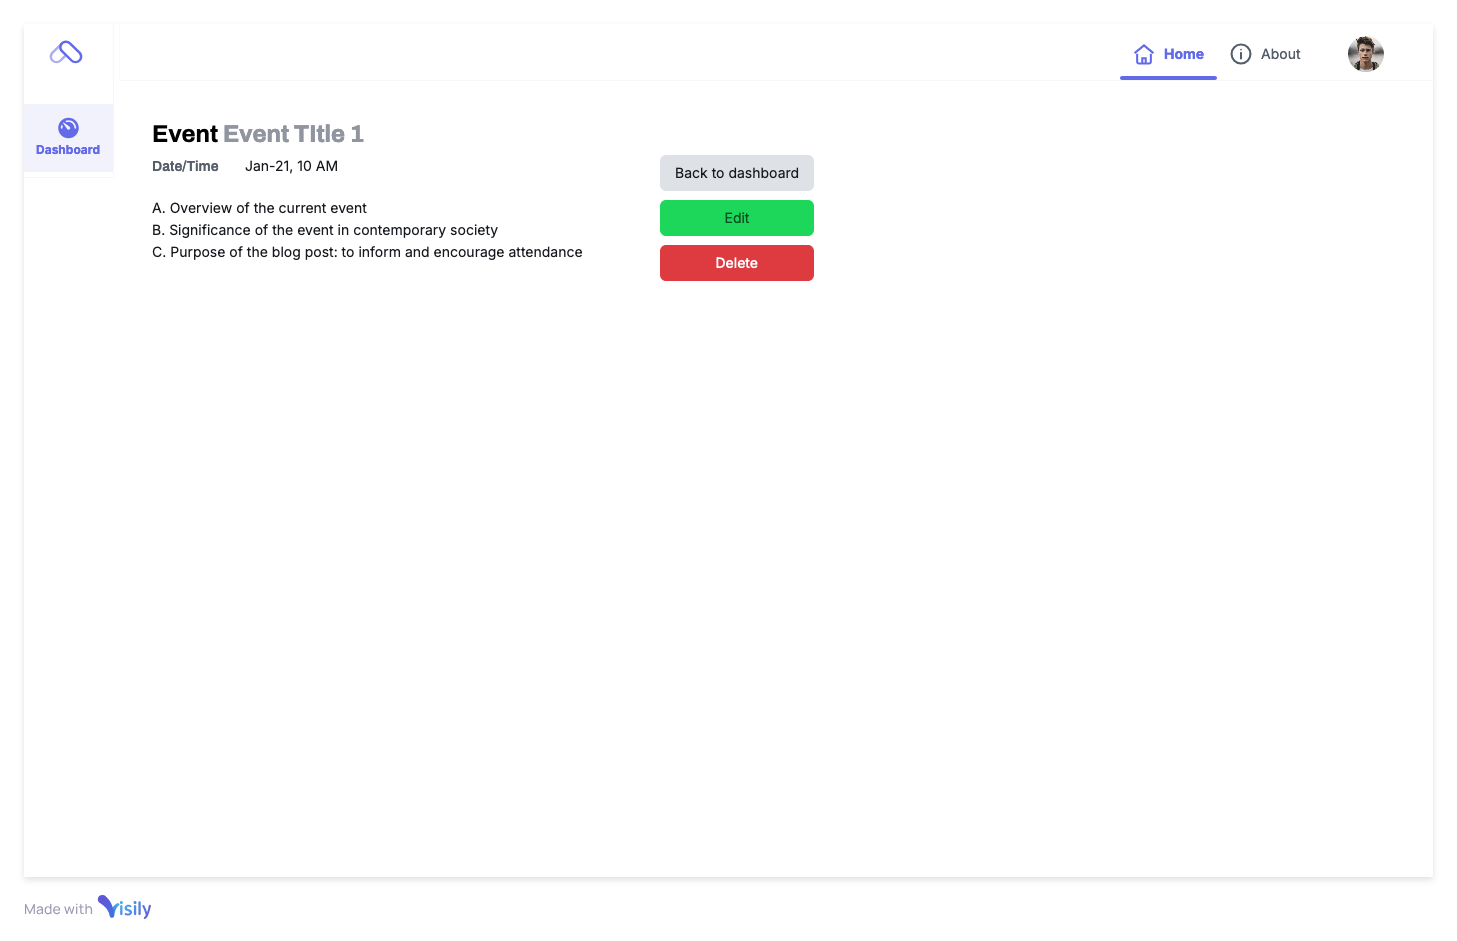 Home
About
Dashboard
Event Event TItle 1
Date/Time Jan-21, 10 AM
Back to dashboard
A. Overview of the current event
Edit
B. Significance of the event in contemporary society
C. Purpose of the blog post: to inform and encourage attendance
Delete
Made with Visily